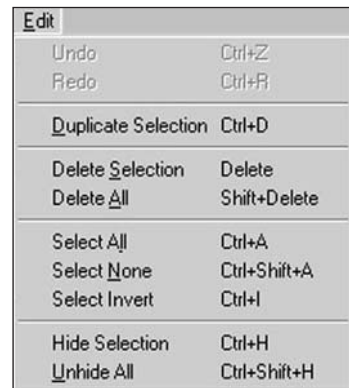 Edit
Undo Ctrl+Z
Redo Ctrl+R
Duplicate Selection Ctrl+D
Delete Selection Delete
Delete All Shift+Delete
Select All Ctrl+A
Select None Ctrl+Shift+A
Select Invert Ctrl+I
Hide Selection Ctrl+H
Unhide All Ctrl+Shift+H